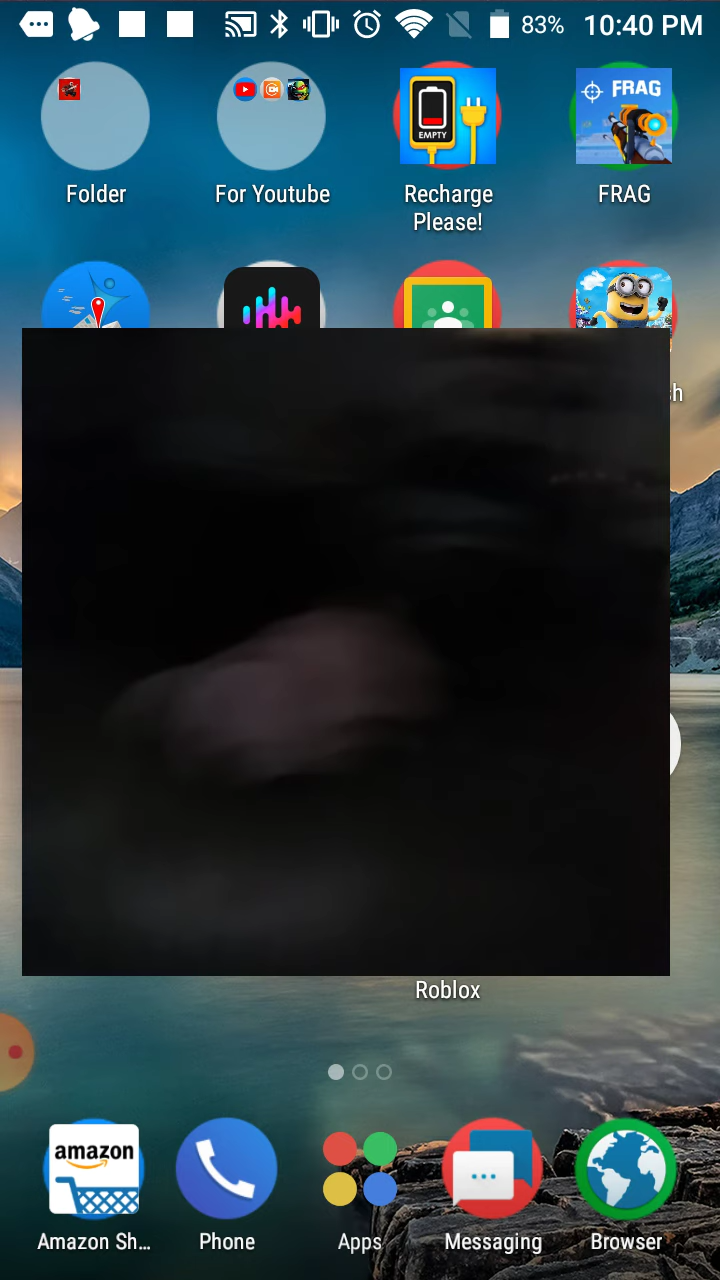 83% 10:40 PM
EMPTY
FRAG
Folder
For Youtube
Recharge
Please!
FRAG
Roblox
amazon
Amazon Sh...
Phone
Apps
Messaging
Browser